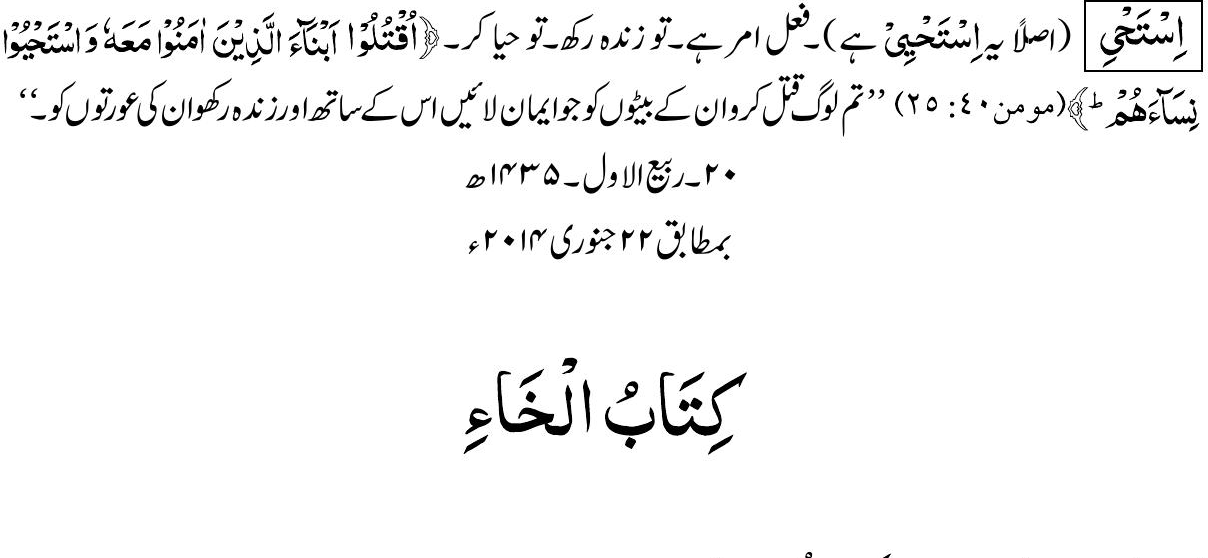 اِسْتَحْيِ (اصلاً یہ اِسْتَحْيِيْ ہے)۔ فعل امر ہے۔ تو زندہ رکھ۔ تو حیا کر۔ ﴿اُقْتُلُوْٓا اَبْنَآءَ الَّذِيْنَ اٰمَنُوْا مَعَهٗ وَاسْتَحْيُوْا
نِسَآءَهُمْ ؕ﴾ (مومن ٤٠: ٢٥) ’’تم لوگ قتل کرو ان کے بیٹوں کو جو ایمان لائیں اس کے ساتھ اور زندہ رکھو ان کی عورتوں کو۔‘‘
۲۰۔ ربیع الاول۔ ۱۴۳۵ھ
بمطابق ۲۲ جنوری ۲۰۱۴ء
كِتَابُ الْخَاءِ